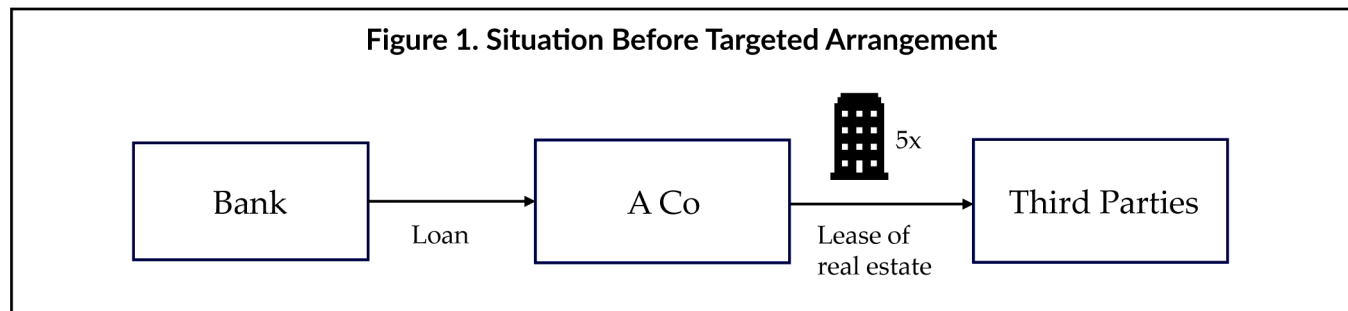 Figure 1. Situation Before Targeted Arrangement
Bank
Loan
A Co
5x
Lease of
real estate
Third Parties